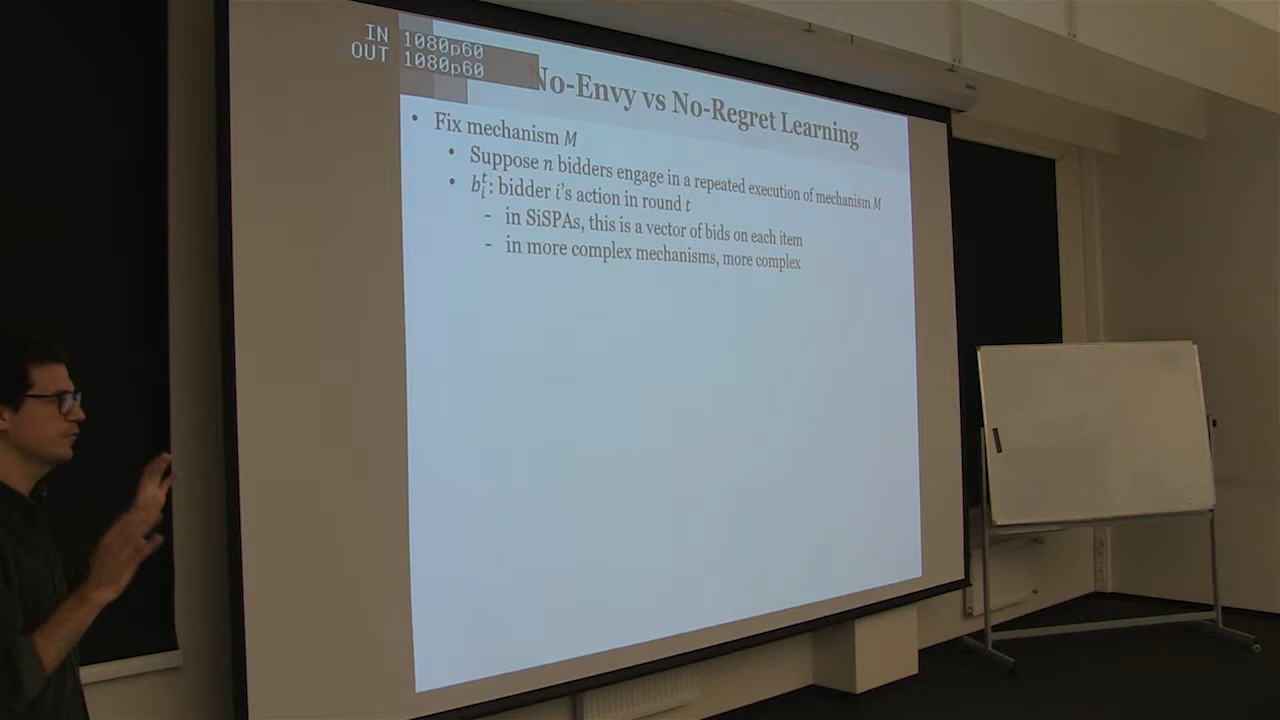 IN 1080p60
OUT 1080p60
No-Envy vs No-Regret Learning
• Fix mechanism M
• Suppose n bidders engage in a repeated execution of mechanism M
• b_i^t: bidder i's action in round t
- in SiSPAs, this is a vector of bids on each item
- in more complex mechanisms, more complex